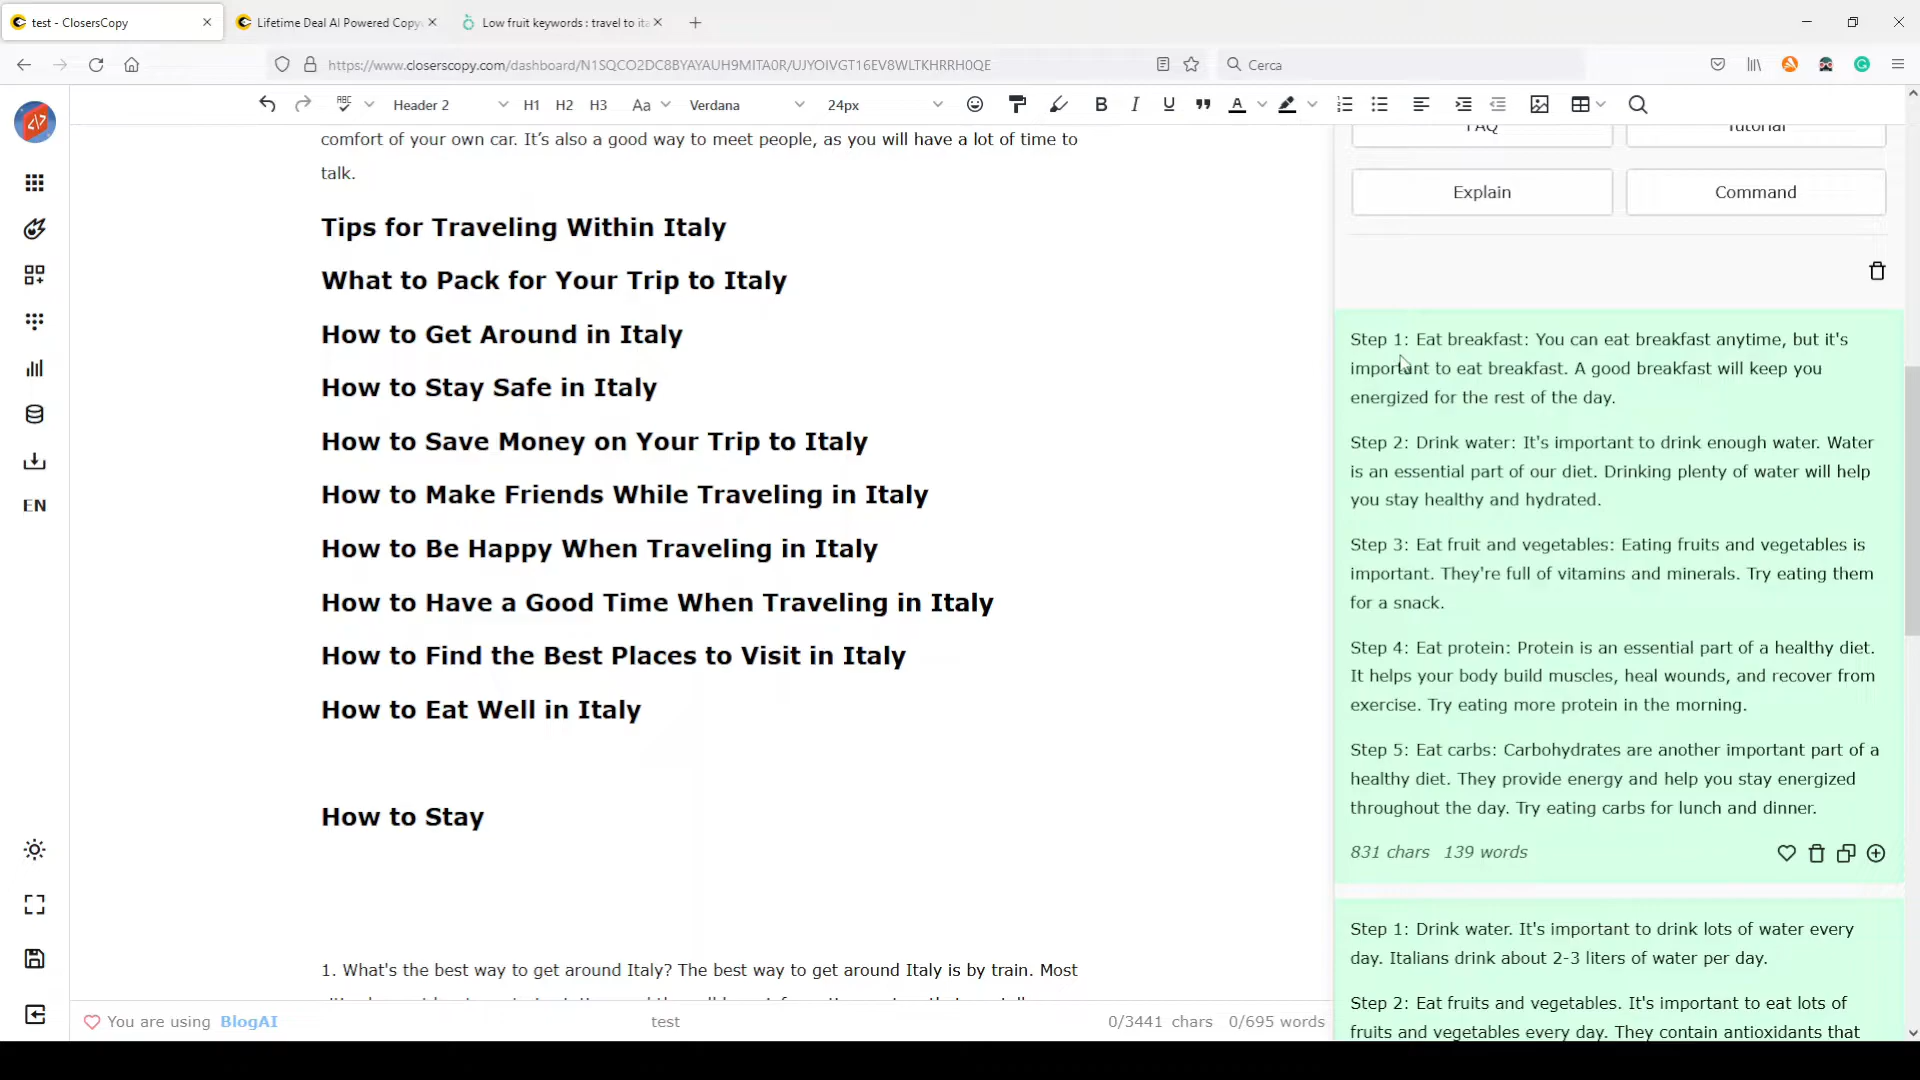 test - ClosersCopy
Lifetime Deal AI Powered Copy
Low fruit keywords : travel to it
https://www.closerscopy.com/dashboard/N1SQCO2DC8BYAYAUH9MITA0R/UJYOIVGT16EV8WLTKHRRH0QE
Cerca
Header 2
H1 H2 H3
Aa
Verdana
24px
comfort of your own car. It's also a good way to meet people, as you will have a lot of time to
talk.
Tips for Traveling Within Italy
What to Pack for Your Trip to Italy
How to Get Around in Italy
How to Stay Safe in Italy
How to Save Money on Your Trip to Italy
How to Make Friends While Traveling in Italy
How to Be Happy When Traveling in Italy
How to Have a Good Time When Traveling in Italy
How to Find the Best Places to Visit in Italy
How to Eat Well in Italy
How to Stay
1. What's the best way to get around Italy? The best way to get around Italy is by train. Most
EN
You are using BlogAI
test
0/3441 chars 0/695 words
FAQ
Tutorial
Explain
Command
Step 1: Eat breakfast: You can eat breakfast anytime, but it's
important to eat breakfast. A good breakfast will keep you
energized for the rest of the day.
Step 2: Drink water: It's important to drink enough water. Water
is an essential part of our diet. Drinking plenty of water will help
you stay healthy and hydrated.
Step 3: Eat fruit and vegetables: Eating fruits and vegetables is
important. They're full of vitamins and minerals. Try eating them
for a snack.
Step 4: Eat protein: Protein is an essential part of a healthy diet.
It helps your body build muscles, heal wounds, and recover from
exercise. Try eating more protein in the morning.
Step 5: Eat carbs: Carbohydrates are another important part of a
healthy diet. They provide energy and help you stay energized
throughout the day. Try eating carbs for lunch and dinner.
831 chars 139 words
Step 1: Drink water. It's important to drink lots of water every
day. Italians drink about 2-3 liters of water per day.
Step 2: Eat fruits and vegetables. It's important to eat lots of
fruits and vegetables every day. They contain antioxidants that